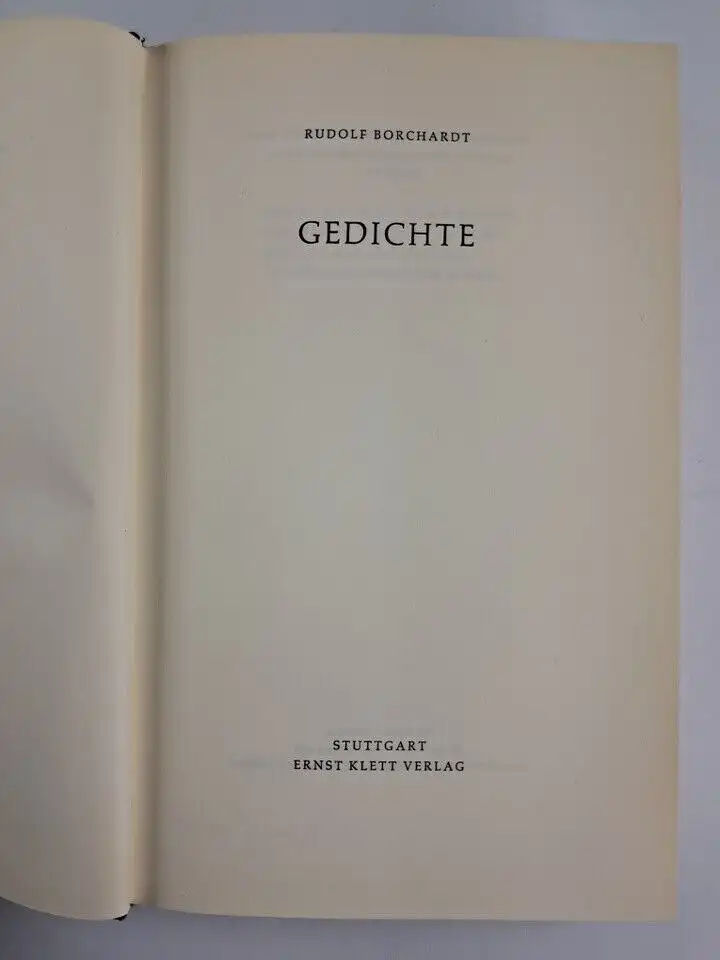 RUDOLF BORCHARDT
GEDICHTE
STUTTGART
ERNST KLETT VERLAG